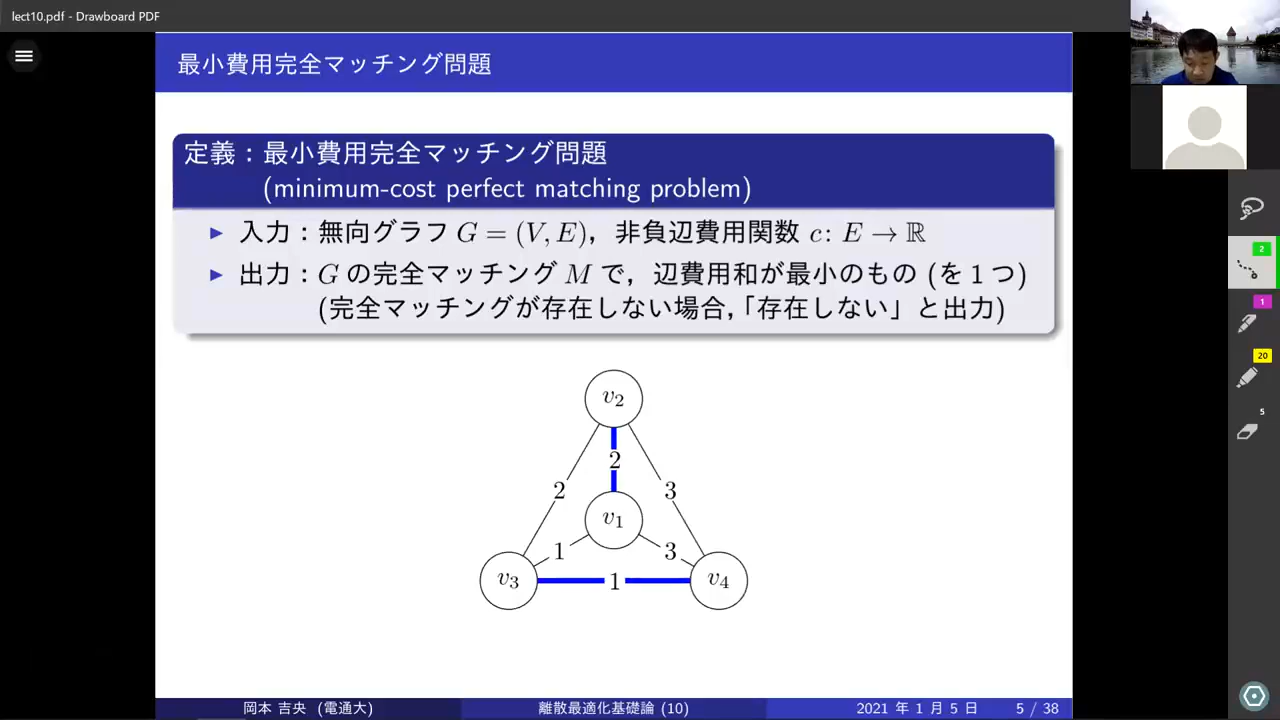 lect10.pdf - Drawboard PDF
最小費用完全マッチング問題
定義：最小費用完全マッチング問題
(minimum-cost perfect matching problem)
▶ 入力：無向グラフ G = (V, E)，非負辺費用関数 c: E → ℝ
▶ 出力：G の完全マッチング M で，辺費用和が最小のもの (を 1 つ)
(完全マッチングが存在しない場合,「存在しない」と出力)
v2
2
2
3
v1
1
3
v3
1
v4
2
1
20
5
岡本 吉央 (電通大)
離散最適化基礎論 (10)
2021 年 1 月 5 日
5 / 38